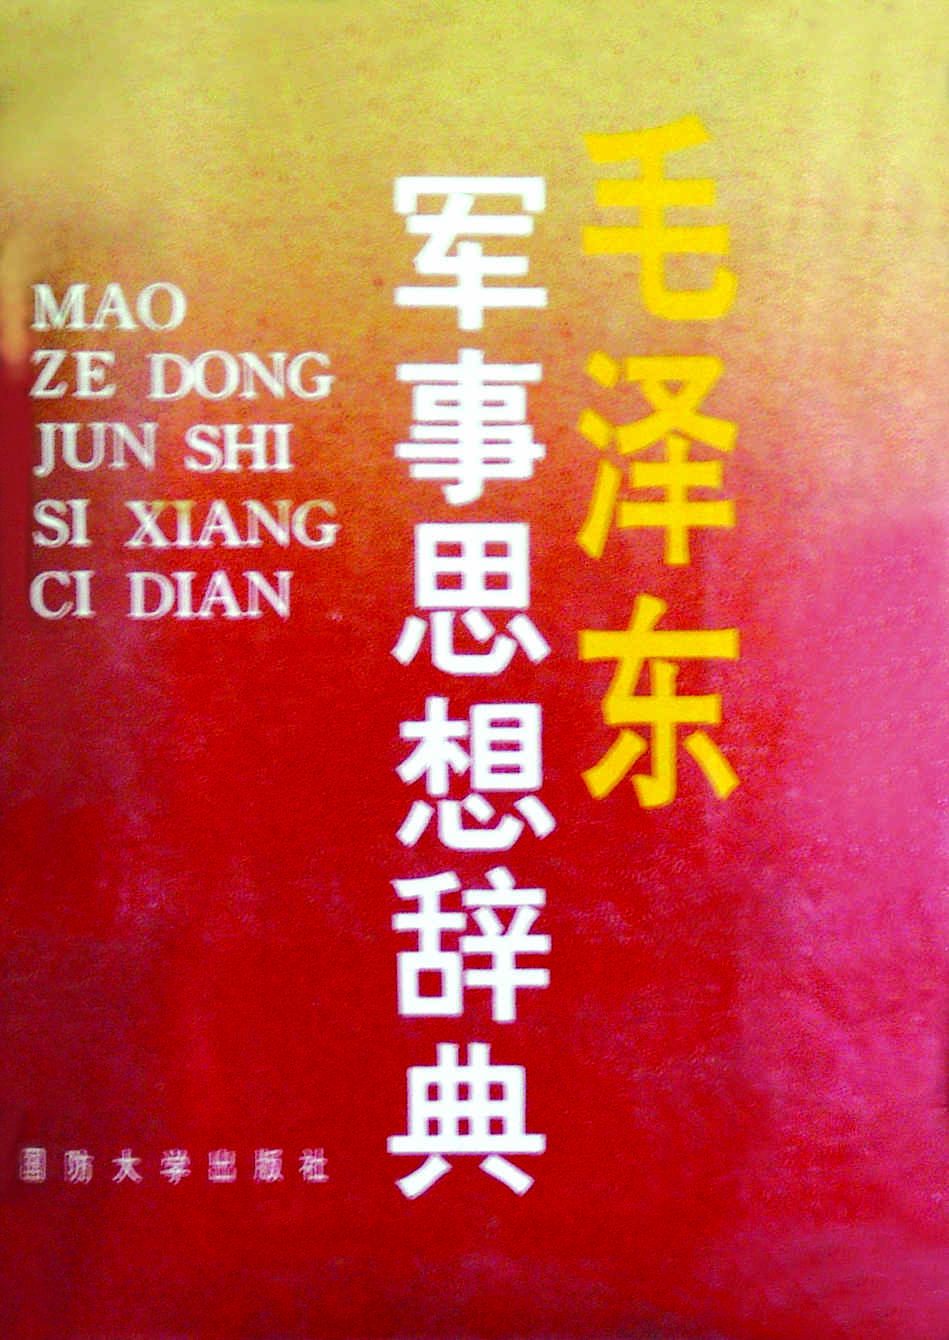 毛泽东
军事思想辞典
MAO
ZE DONG
JUN SHI
SI XIANG
CI DIAN
国防大学出版社